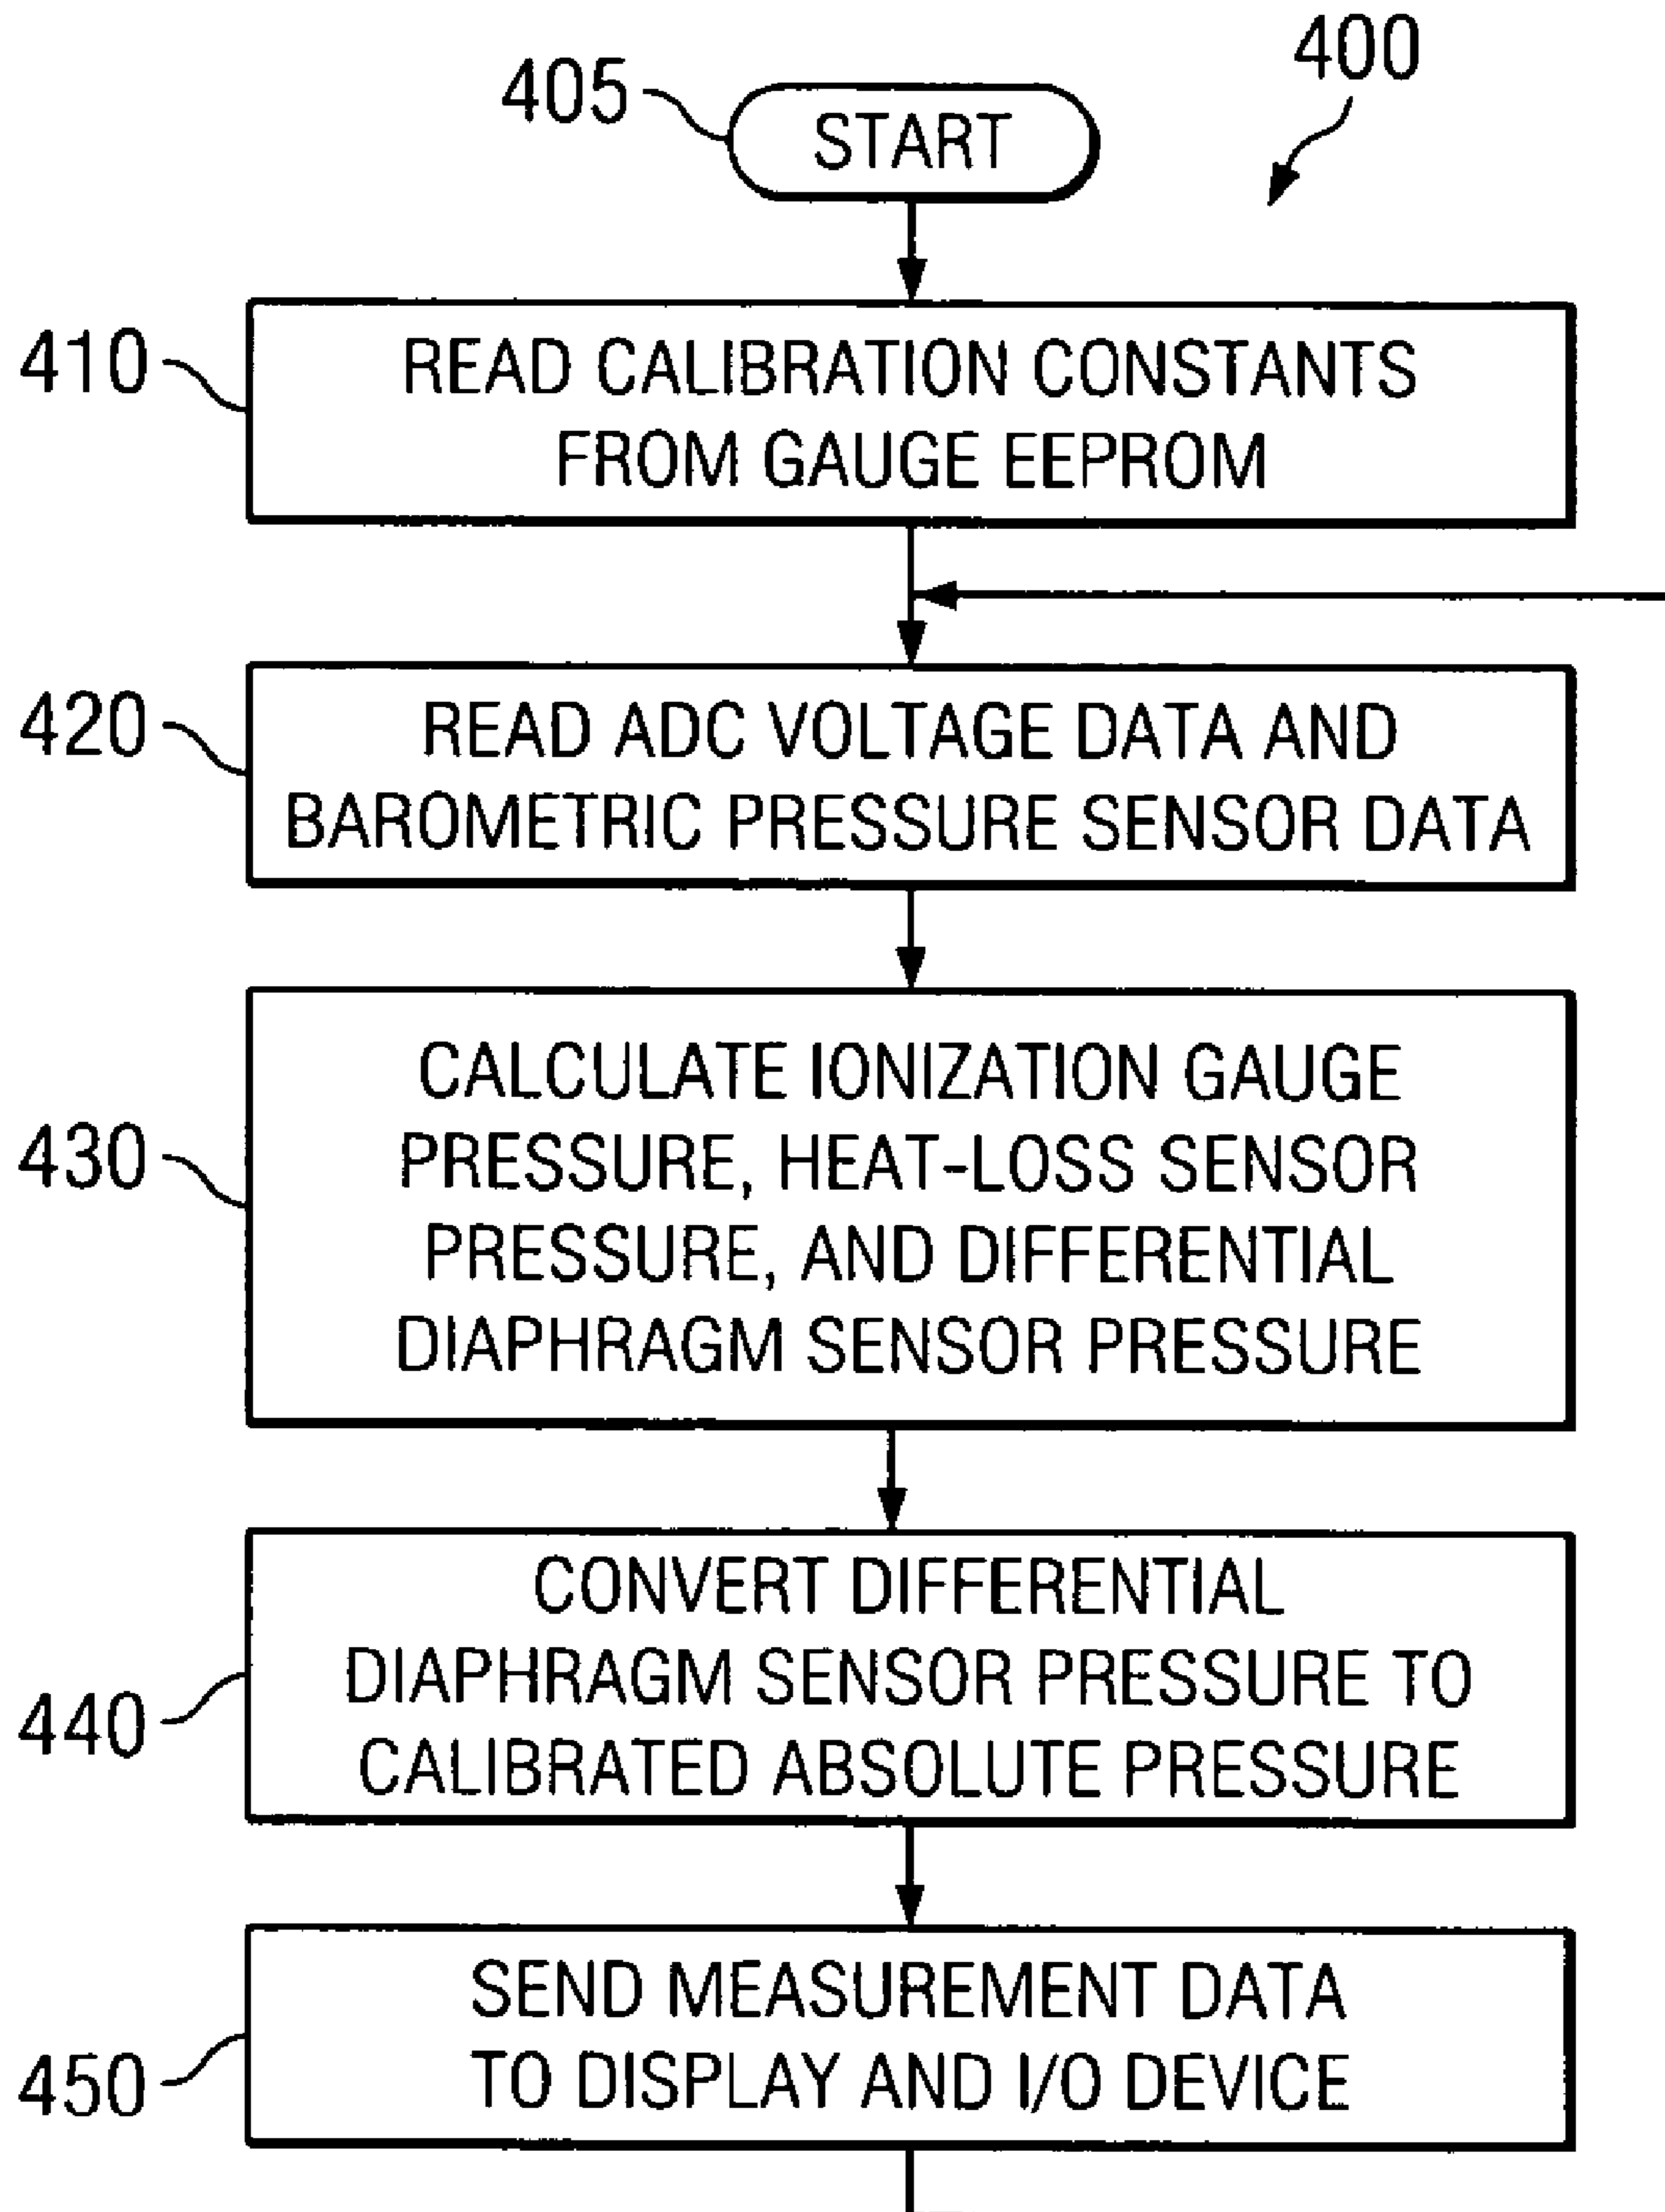 400
405
START
410
READ CALIBRATION CONSTANTS
FROM GAUGE EEPROM
420
READ ADC VOLTAGE DATA AND
BAROMETRIC PRESSURE SENSOR DATA
430
CALCULATE IONIZATION GAUGE
PRESSURE, HEAT-LOSS SENSOR
PRESSURE, AND DIFFERENTIAL
DIAPHRAGM SENSOR PRESSURE
440
CONVERT DIFFERENTIAL
DIAPHRAGM SENSOR PRESSURE TO
CALIBRATED ABSOLUTE PRESSURE
450
SEND MEASUREMENT DATA
TO DISPLAY AND I/O DEVICE